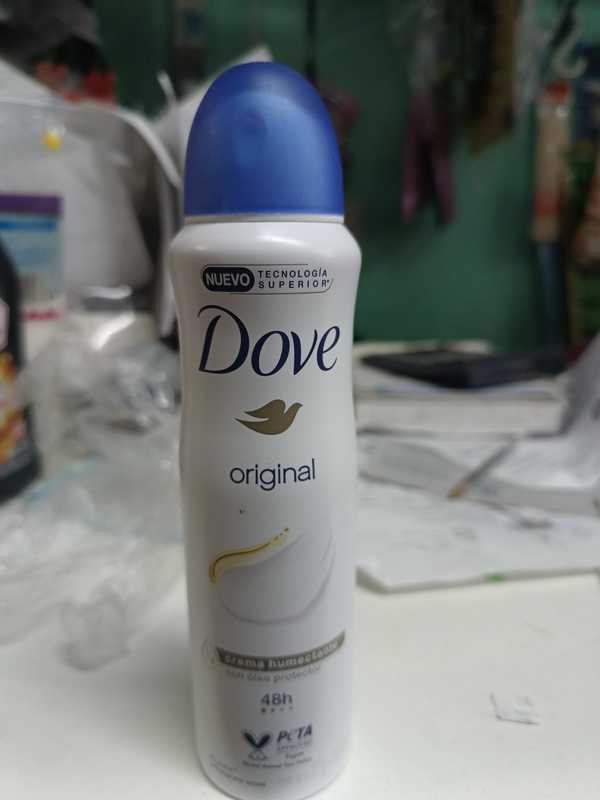 NUEVO TECNOLOGÍA
SUPERIOR*
Dove
original
crema humectante
con óleo protector
48h
PETA